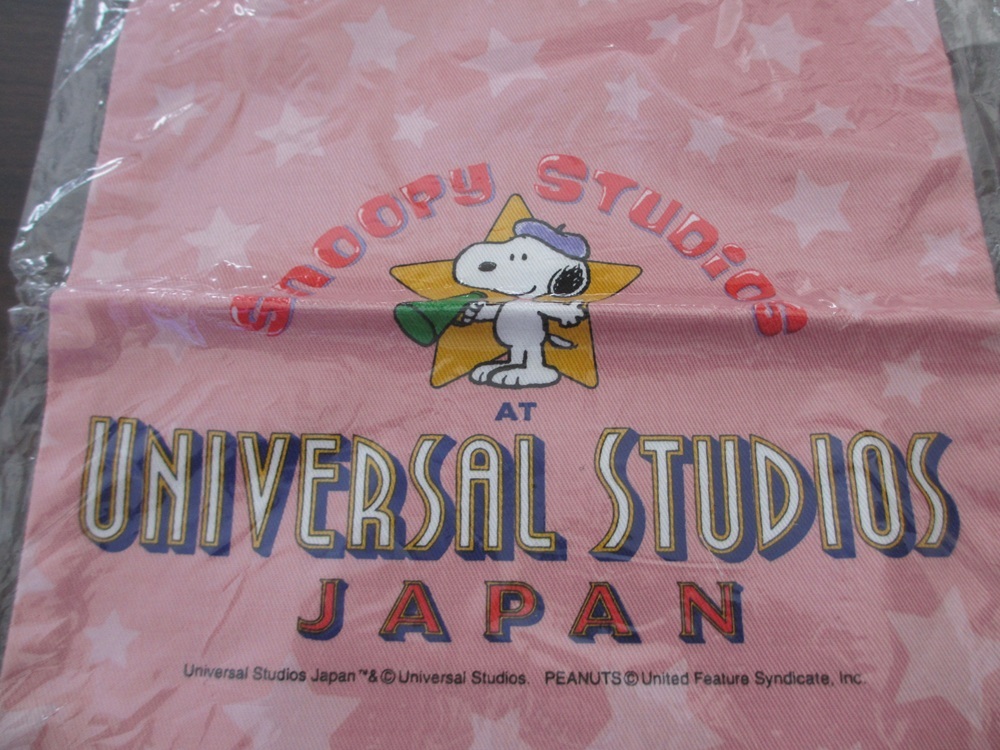 Snoopy Studios
AT
UNIVERSAL STUDIOS
JAPAN
Universal Studios Japan™&©Universal Studios. PEANUTS©United Feature Syndicate, Inc.